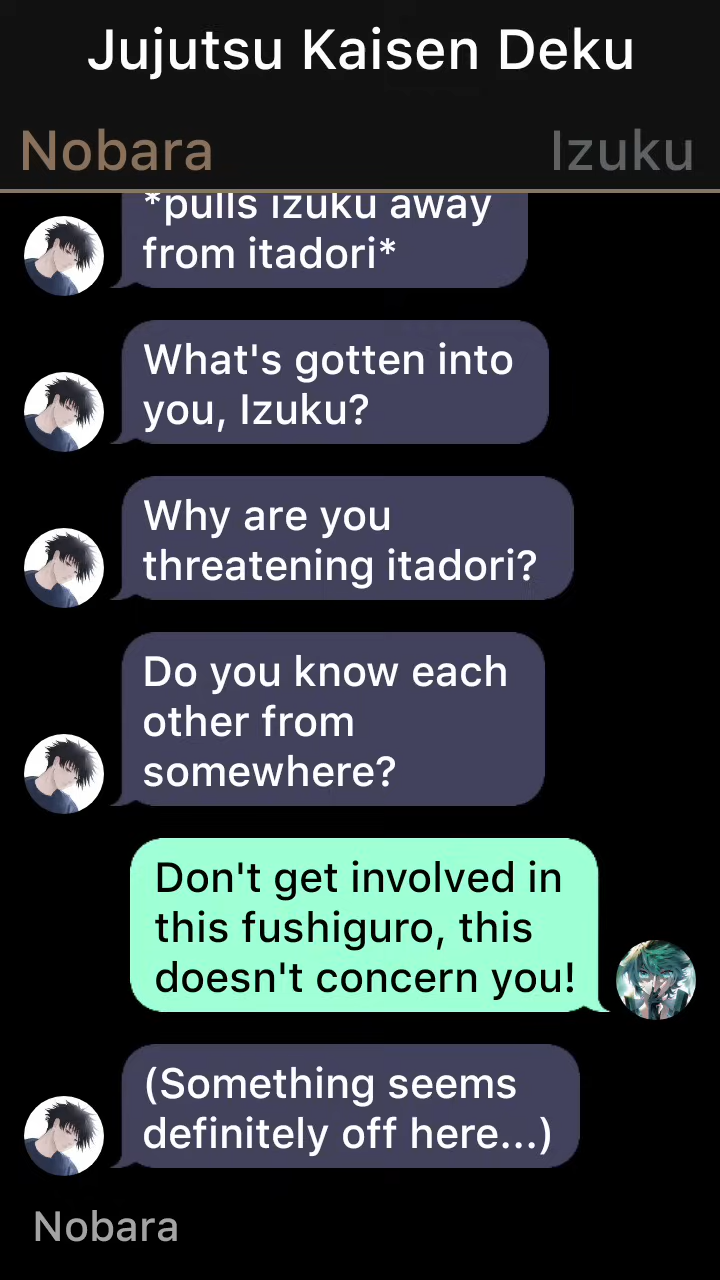 Jujutsu Kaisen Deku
Nobara
Izuku
*pulls izuku away
from itadori*
What's gotten into
you, Izuku?
Why are you
threatening itadori?
Do you know each
other from
somewhere?
Don't get involved in
this fushiguro, this
doesn't concern you!
(Something seems
definitely off here...)
Nobara